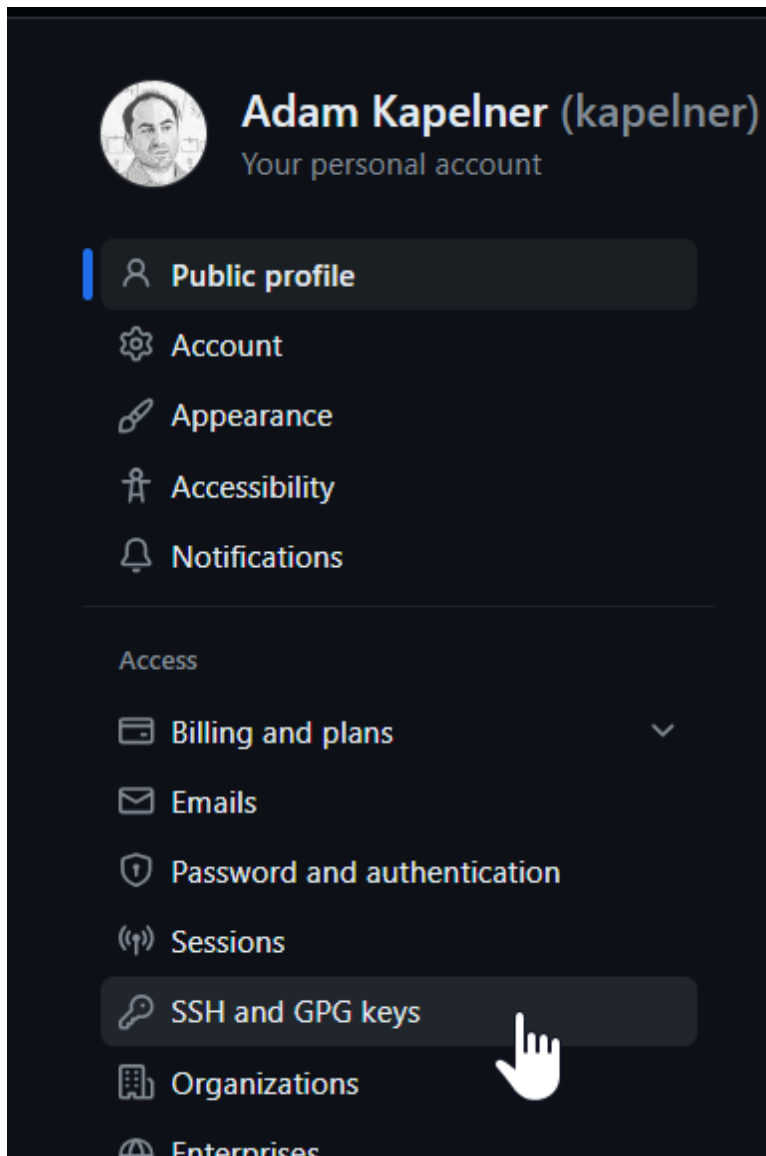 Adam Kapelner (kapelner)
Your personal account
Public profile
Account
Appearance
Accessibility
Notifications
Access
Billing and plans
Emails
Password and authentication
Sessions
SSH and GPG keys
Organizations
Enterprises